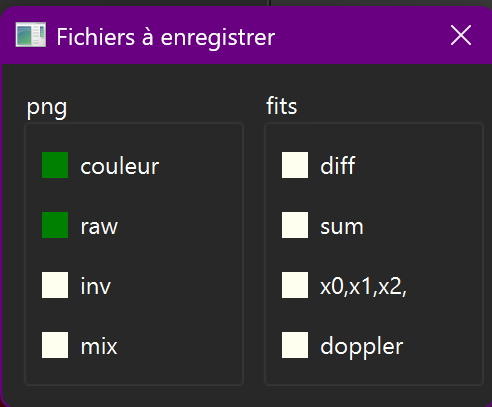 Fichiers à enregistrer
png
couleur
raw
inv
mix
fits
diff
sum
x0,x1,x2,
doppler